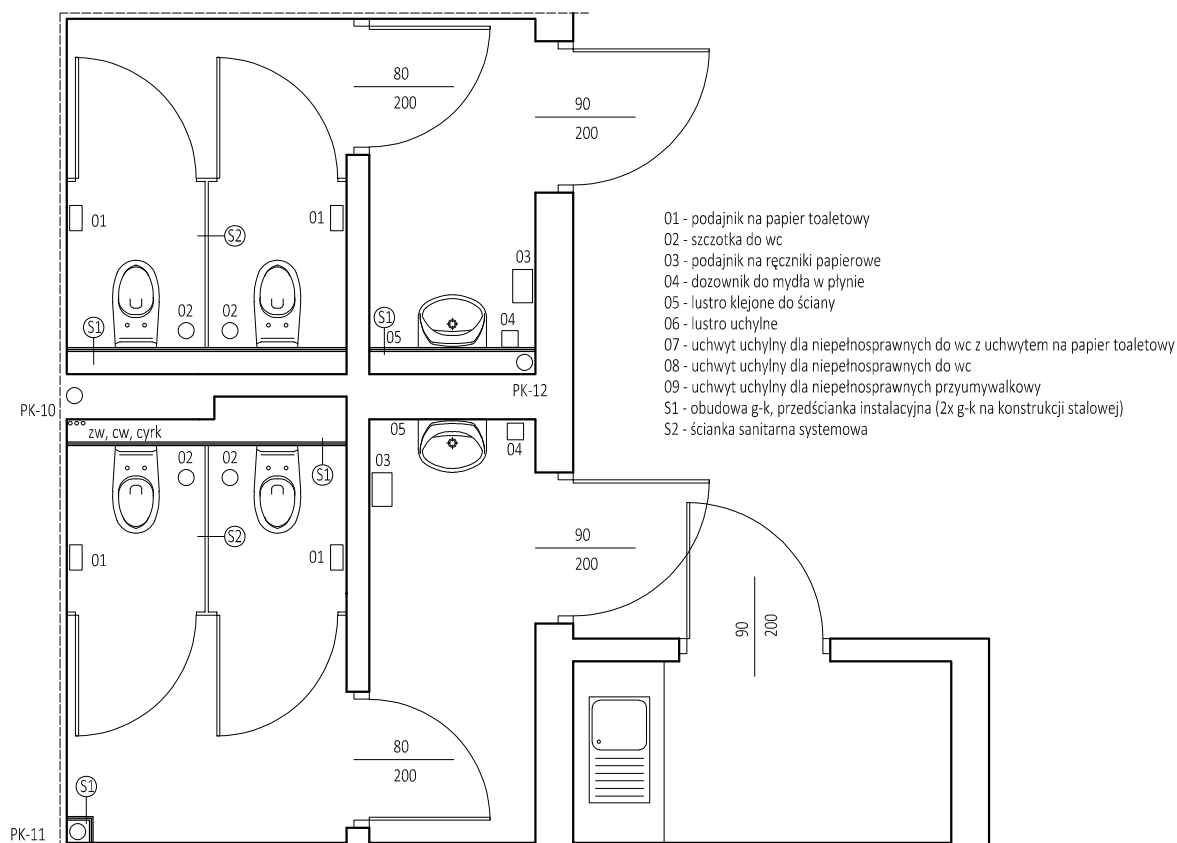 80
200
90
200
01
01
S2
02
02
S1
03
S1
05
04
PK-10
PK-12
zw, cw, cyrk
05
04
02
02
S1
03
S2
01
01
90
200
90
200
80
200
S1
PK-11
01 - podajnik na papier toaletowy
02 - szczotka do wc
03 - podajnik na ręczniki papierowe
04 - dozownik do mydła w płynie
05 - lustro klejone do ściany
06 - lustro uchylne
07 - uchwyt uchylny dla niepełnosprawnych do wc z uchwytem na papier toaletowy
08 - uchwyt uchylny dla niepełnosprawnych do wc
09 - uchwyt uchylny dla niepełnosprawnych przyumywalkowy
S1 - obudowa g-k, przedścianka instalacyjna (2x g-k na konstrukcji stalowej)
S2 - ścianka sanitarna systemowa